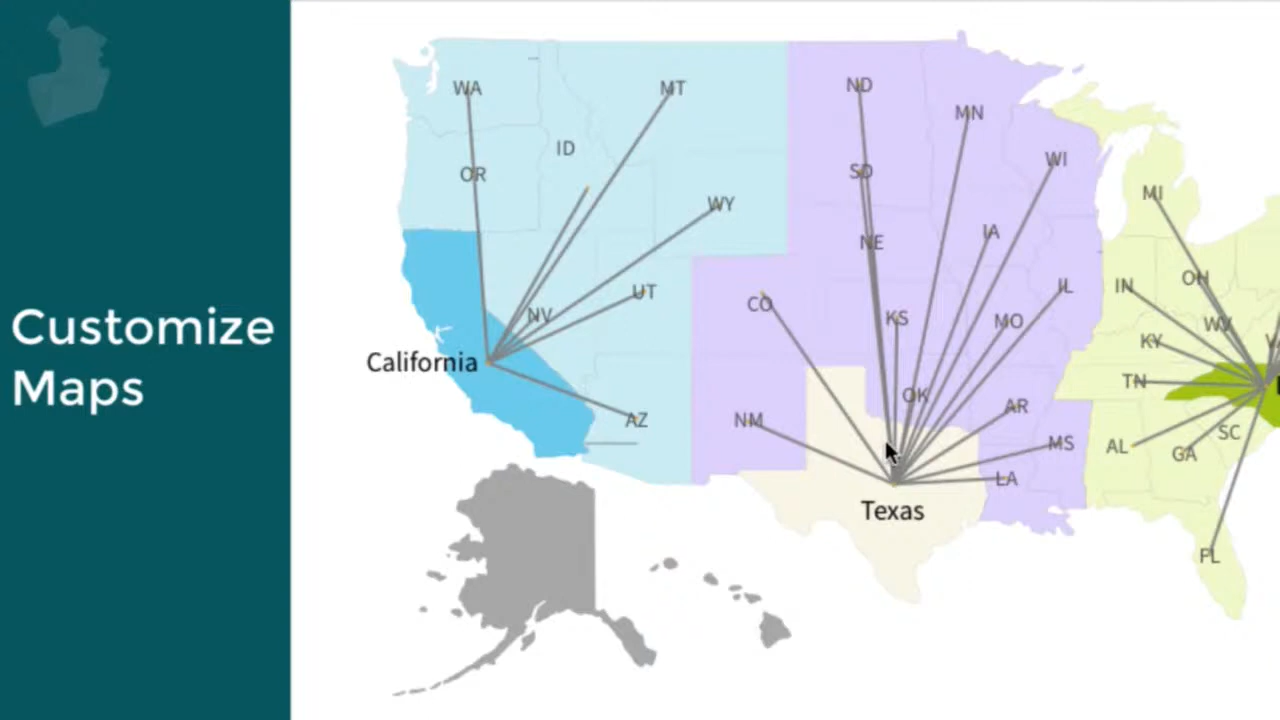 Customize
Maps
WA
MT
ND
MN
ID
WI
OR
SD
MI
WY
NE
IA
UT
CO
NV
KS
MO
IL
IN
OH
WV
KY
California
TN
OK
AR
NM
AZ
MS
AL
SC
GA
LA
Texas
FL